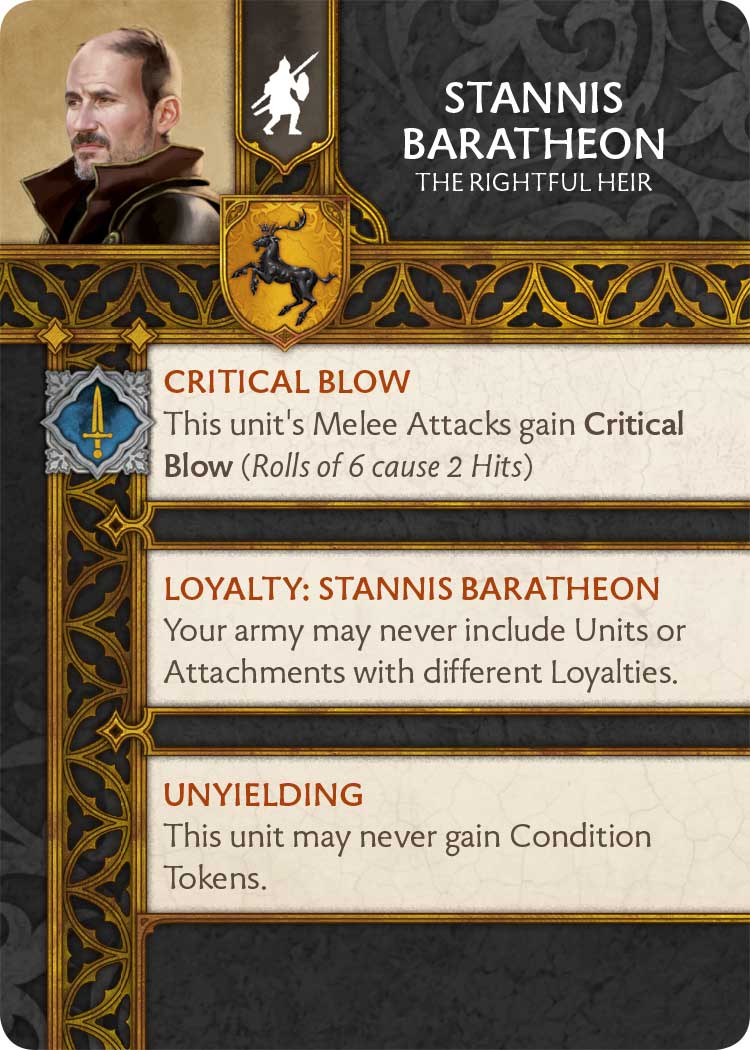 STANNIS
BARATHEON
THE RIGHTFUL HEIR
CRITICAL BLOW
This unit's Melee Attacks gain Critical
Blow (Rolls of 6 cause 2 Hits)
LOYALTY: STANNIS BARATHEON
Your army may never include Units or
Attachments with different Loyalties.
UNYIELDING
This unit may never gain Condition
Tokens.